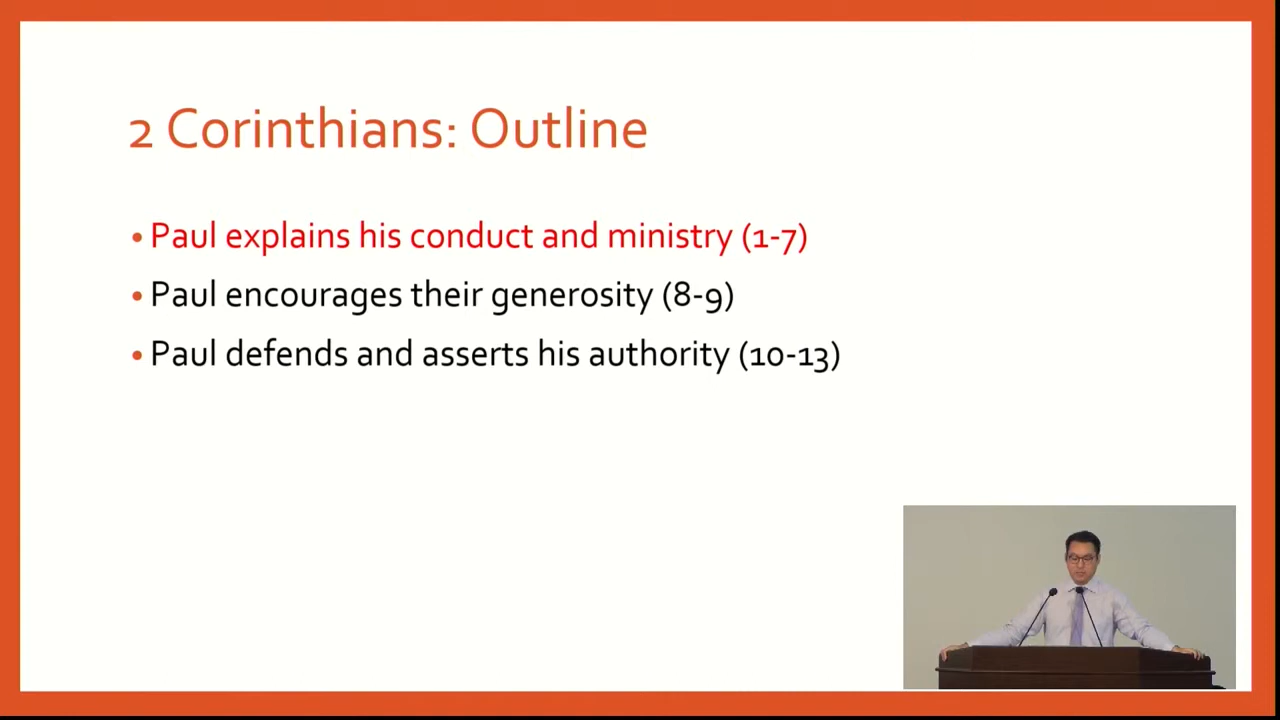 2 Corinthians: Outline
• Paul explains his conduct and ministry (1-7)
• Paul encourages their generosity (8-9)
• Paul defends and asserts his authority (10-13)